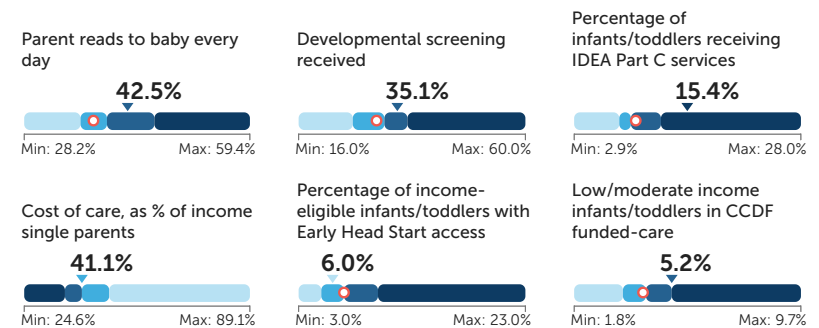 Parent reads to baby every
day
42.5%
Min: 28.2%
Max: 59.4%
Developmental screening
received
35.1%
Min: 16.0%
Max: 60.0%
Percentage of
infants/toddlers receiving
IDEA Part C services
15.4%
Min: 2.9%
Max: 28.0%
Cost of care, as % of income
single parents
41.1%
Min: 24.6%
Max: 89.1%
Percentage of income-
eligible infants/toddlers with
Early Head Start access
6.0%
Min: 3.0%
Max: 23.0%
Low/moderate income
infants/toddlers in CCDF
funded-care
5.2%
Min: 1.8%
Max: 9.7%